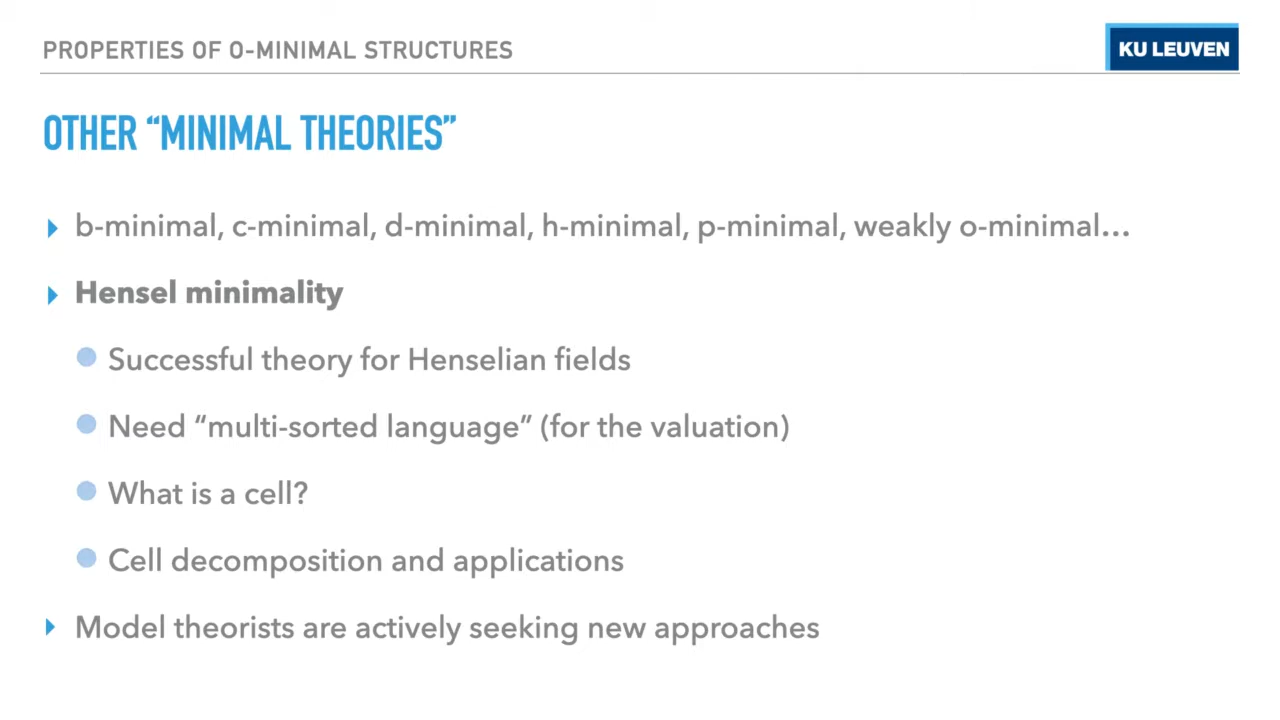 PROPERTIES OF O-MINIMAL STRUCTURES
KU LEUVEN
OTHER “MINIMAL THEORIES”
b-minimal, c-minimal, d-minimal, h-minimal, p-minimal, weakly o-minimal…
Hensel minimality
Successful theory for Henselian fields
Need “multi-sorted language” (for the valuation)
What is a cell?
Cell decomposition and applications
Model theorists are actively seeking new approaches